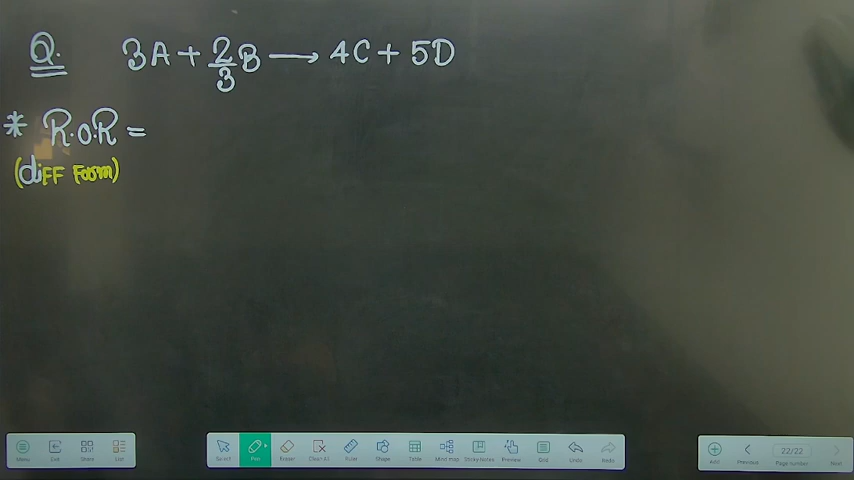 Q. 3A + 2/3 B → 4C + 5D
* R.O.R =
(diff Form)
Menu Exit Share List
Select Pen Eraser Clear All Ruler Shape Table Mind map Sticky Notes Preview Grid Undo Redo
Add Previous 22/22 Page number Next